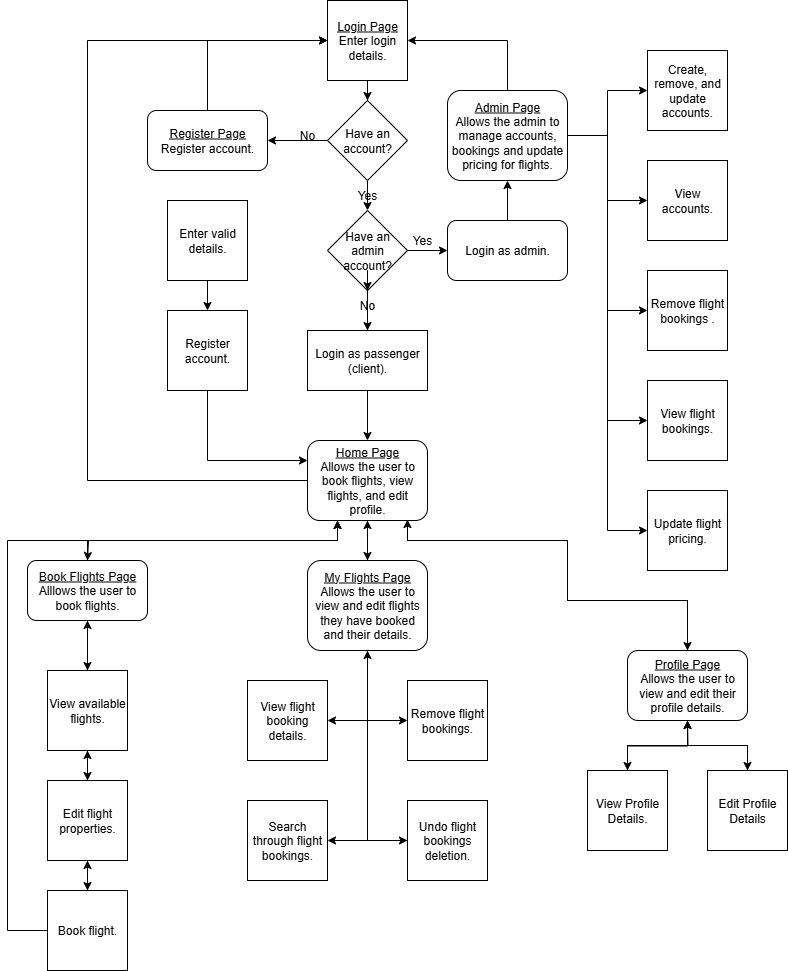 Login Page
Enter login
details.
Create,
remove, and
update
accounts.
Admin Page
Allows the admin to
manage accounts,
bookings and update
pricing for flights.
Register Page
Register account.
No
Have an
account?
Yes
View
accounts.
Enter valid
details.
Have an
admin
account?
Yes
Login as admin.
No
Remove flight
bookings .
Register
account.
Login as passenger
(client).
View flight
bookings.
Home Page
Allows the user to
book flights, view
flights, and edit
profile.
Update flight
pricing.
Book Flights Page
Alllows the user to
book flights.
My Flights Page
Allows the user to
view and edit flights
they have booked
and their details.
Profile Page
Allows the user to
view and edit their
profile details.
View available
flights.
View flight
booking
details.
Remove flight
bookings.
Edit flight
properties.
Search
through flight
bookings.
Undo flight
bookings
deletion.
View Profile
Details.
Edit Profile
Details
Book flight.